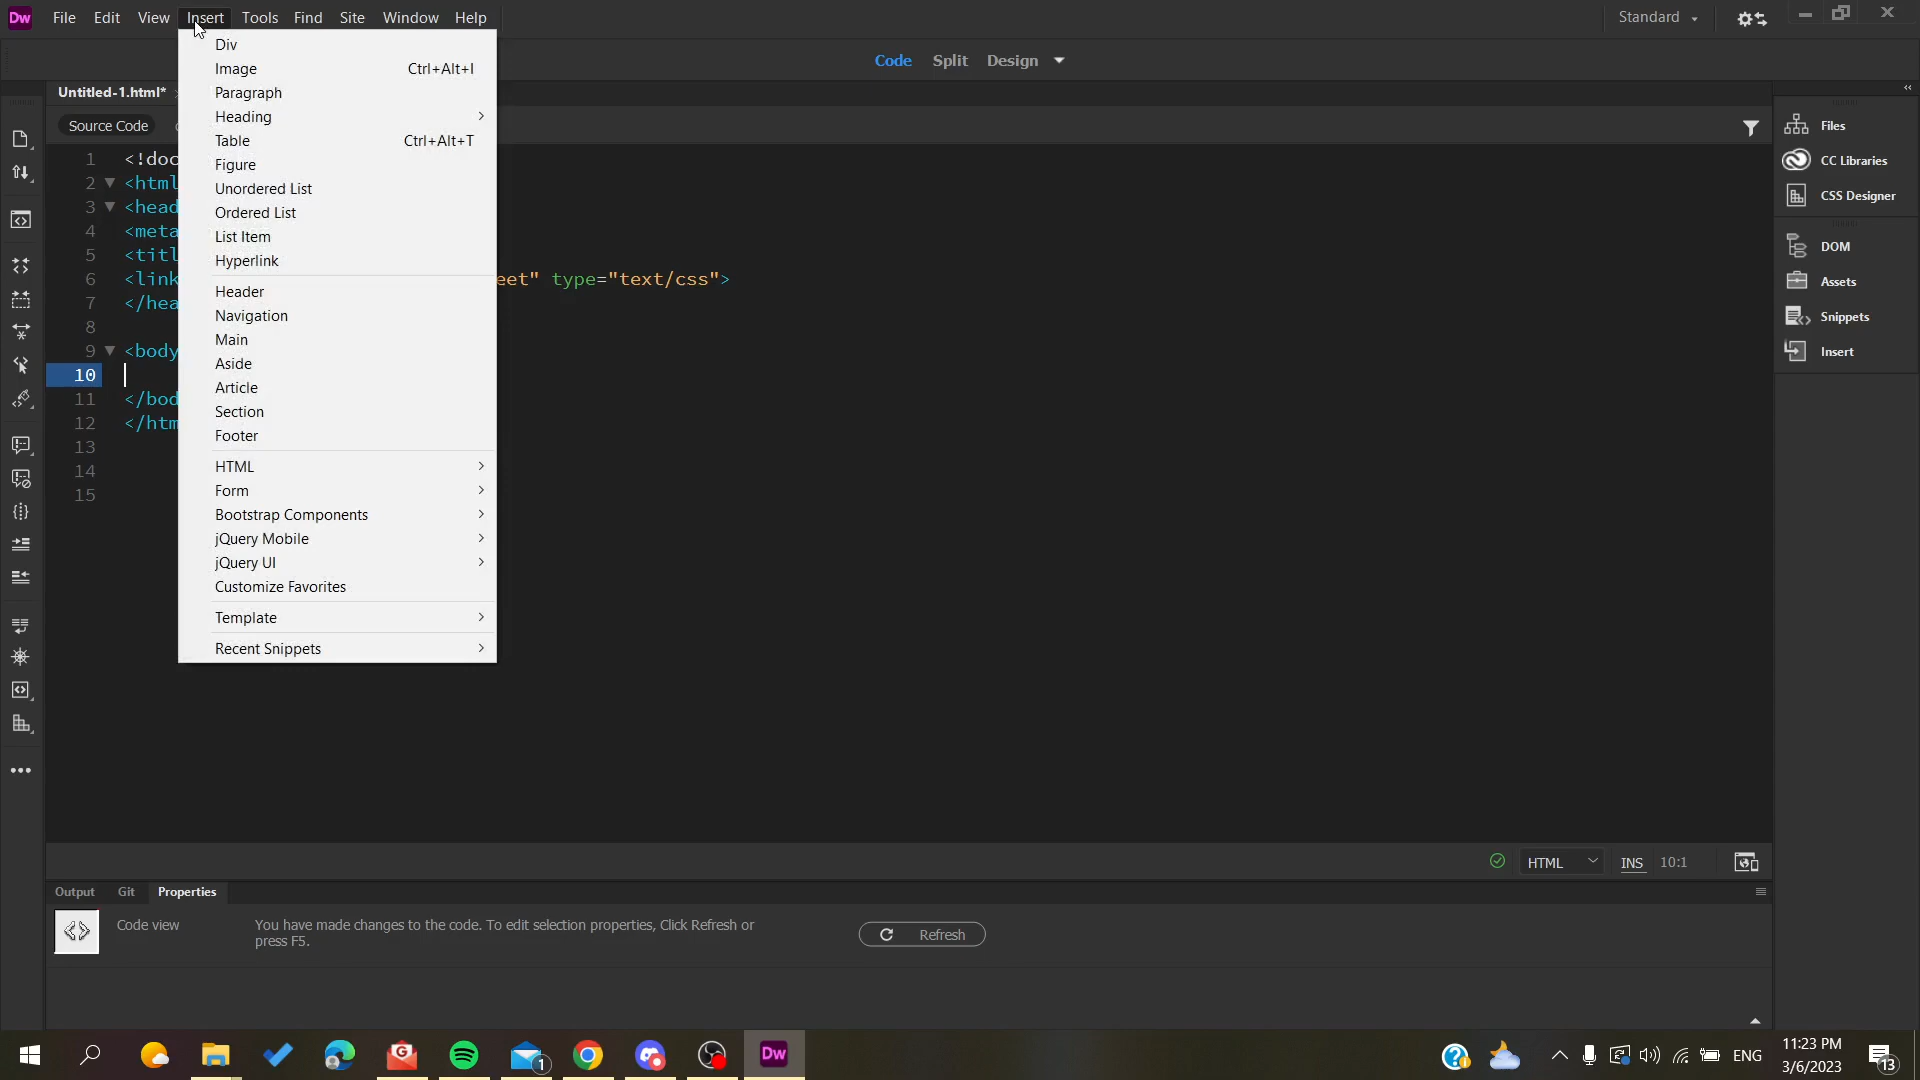 Dw File Edit View Insert Tools Find Site Window Help Standard
Code Split Design
Untitled-1.html*
Source Code
Div
Image Ctrl+Alt+I
Paragraph
Heading
Table Ctrl+Alt+T
Figure
Unordered List
Ordered List
List Item
Hyperlink
Header
Navigation
Main
Aside
Article
Section
Footer
HTML
Form
Bootstrap Components
jQuery Mobile
jQuery UI
Customize Favorites
Template
Recent Snippets
1 <!doc
2 <html
3 <head
4 <meta
5 <titl
6 <link eet" type="text/css">
7 </hea
8
9 <body
10
11 </bod
12 </htm
13
14
15
Files
CC Libraries
CSS Designer
DOM
Assets
Snippets
Insert
HTML INS 10:1
Output Git Properties
Code view
You have made changes to the code. To edit selection properties, Click Refresh or
press F5.
Refresh
1
Dw
ENG
11:23 PM
3/6/2023
13